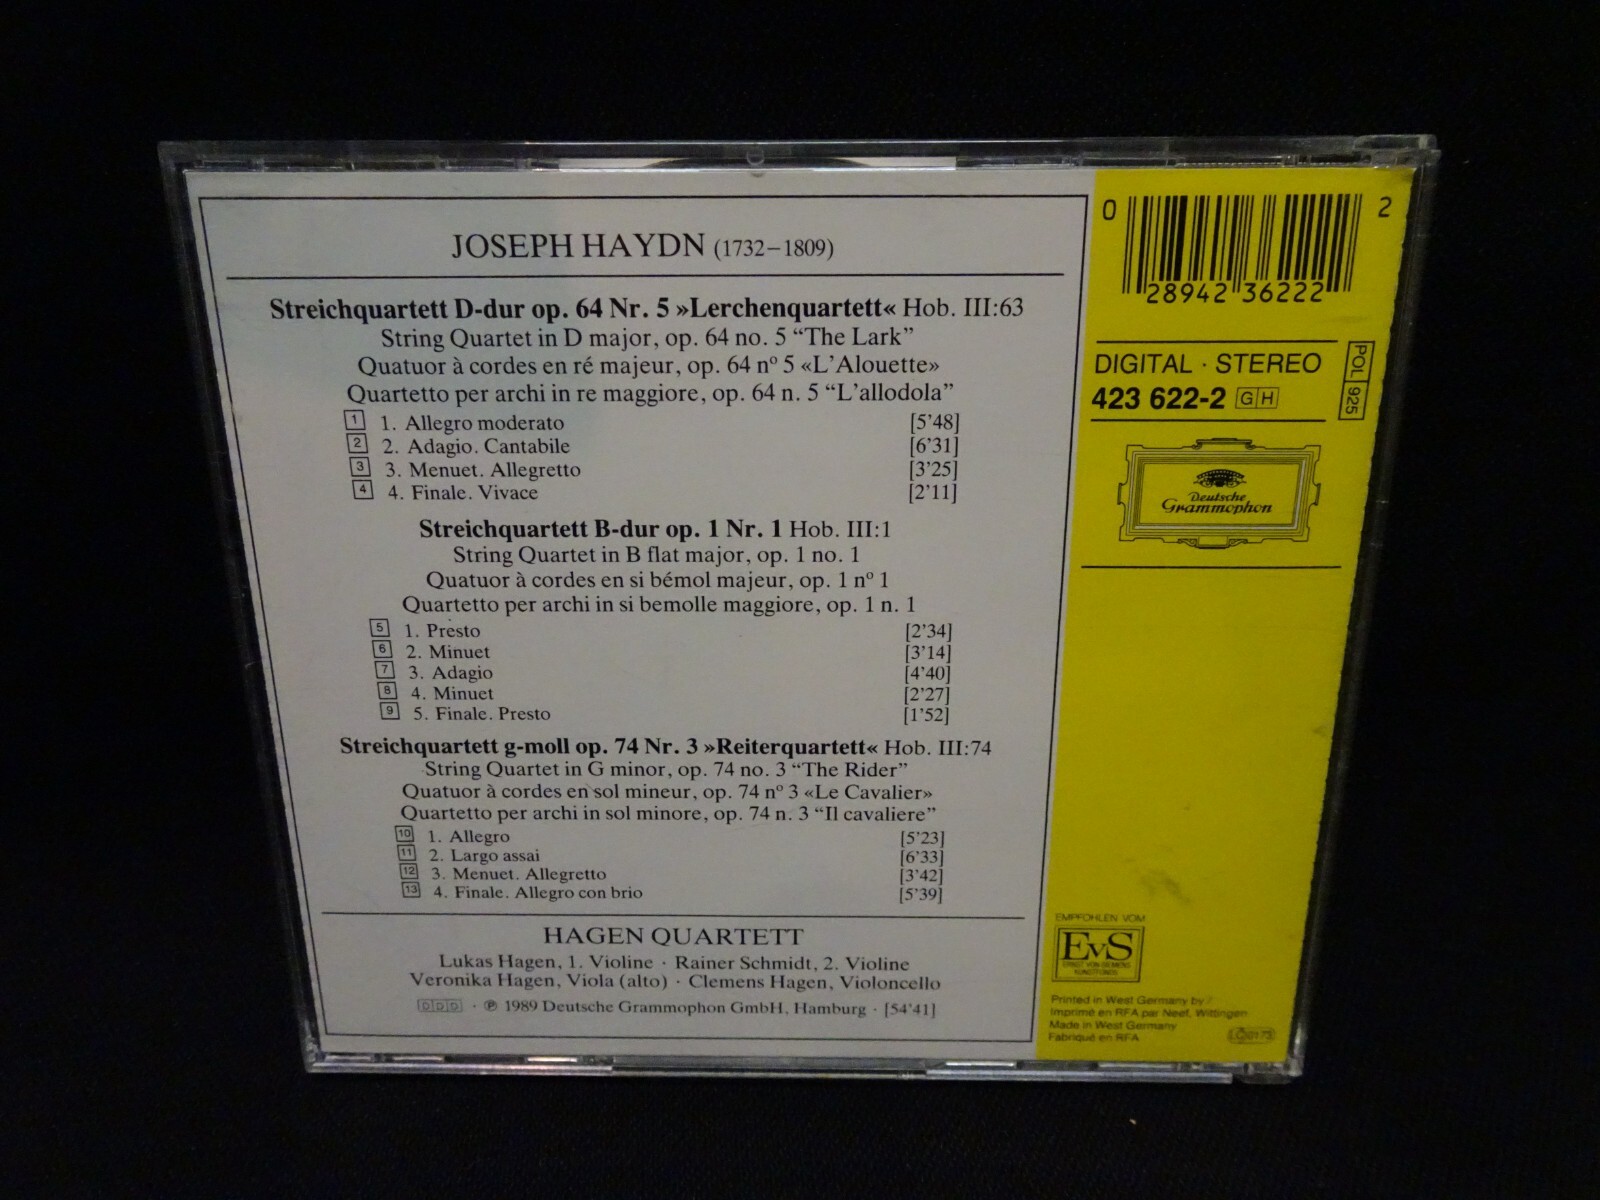 JOSEPH HAYDN (1732–1809)
Streichquartett D-dur op. 64 Nr. 5 »Lerchenquartett« Hob. III:63
String Quartet in D major, op. 64 no. 5 “The Lark”
Quatuor à cordes en ré majeur, op. 64 nº 5 «L'Alouette»
Quartetto per archi in re maggiore, op. 64 n. 5 “L'allodola”
1 1. Allegro moderato [5'48]
2 2. Adagio. Cantabile [6'31]
3 3. Menuet. Allegretto [3'25]
4 4. Finale. Vivace [2'11]
Streichquartett B-dur op. 1 Nr. 1 Hob. III:1
String Quartet in B flat major, op. 1 no. 1
Quatuor à cordes en si bémol majeur, op. 1 nº 1
Quartetto per archi in si bemolle maggiore, op. 1 n. 1
5 1. Presto [2'34]
6 2. Minuet [3'14]
7 3. Adagio [4'40]
8 4. Minuet [2'27]
9 5. Finale. Presto [1'52]
Streichquartett g-moll op. 74 Nr. 3 »Reiterquartett« Hob. III:74
String Quartet in G minor, op. 74 no. 3 “The Rider”
Quatuor à cordes en sol mineur, op. 74 nº 3 «Le Cavalier»
Quartetto per archi in sol minore, op. 74 n. 3 “Il cavaliere”
10 1. Allegro [5'23]
11 2. Largo assai [6'33]
12 3. Menuet. Allegretto [3'42]
13 4. Finale. Allegro con brio [5'39]
HAGEN QUARTETT
Lukas Hagen, 1. Violine · Rainer Schmidt, 2. Violine
Veronika Hagen, Viola (alto) · Clemens Hagen, Violoncello
DDD · ℗ 1989 Deutsche Grammophon GmbH, Hamburg · [54'41]
0 28942 36222 2
DIGITAL · STEREO
423 622-2 GH
POL 925
Deutsche
Grammophon
EMPFOHLEN VOM
EvS
ERNST VON SIEMENS
KUNSTFONDS
Printed in West Germany by /
Imprimé en RFA par Neef, Wittingen
Made in West Germany
Fabriqué en RFA
LC 0173